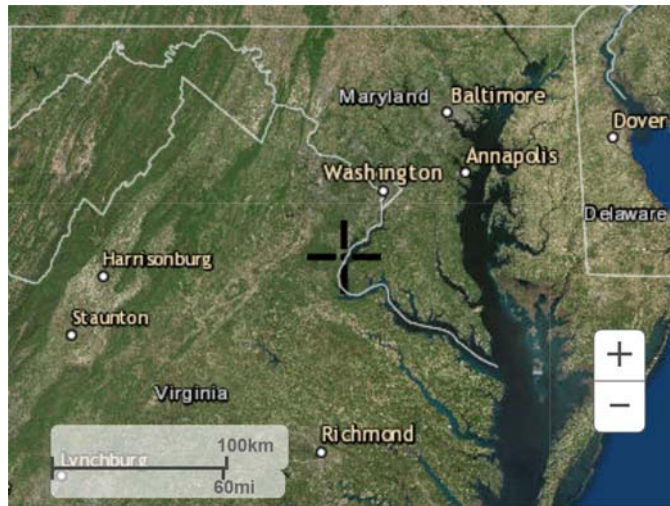 Maryland
Baltimore
Dover
Annapolis
Washington
Delaware
Harrisonburg
Staunton
+
Virginia
−
Richmond
100km
Lynchburg
60mi